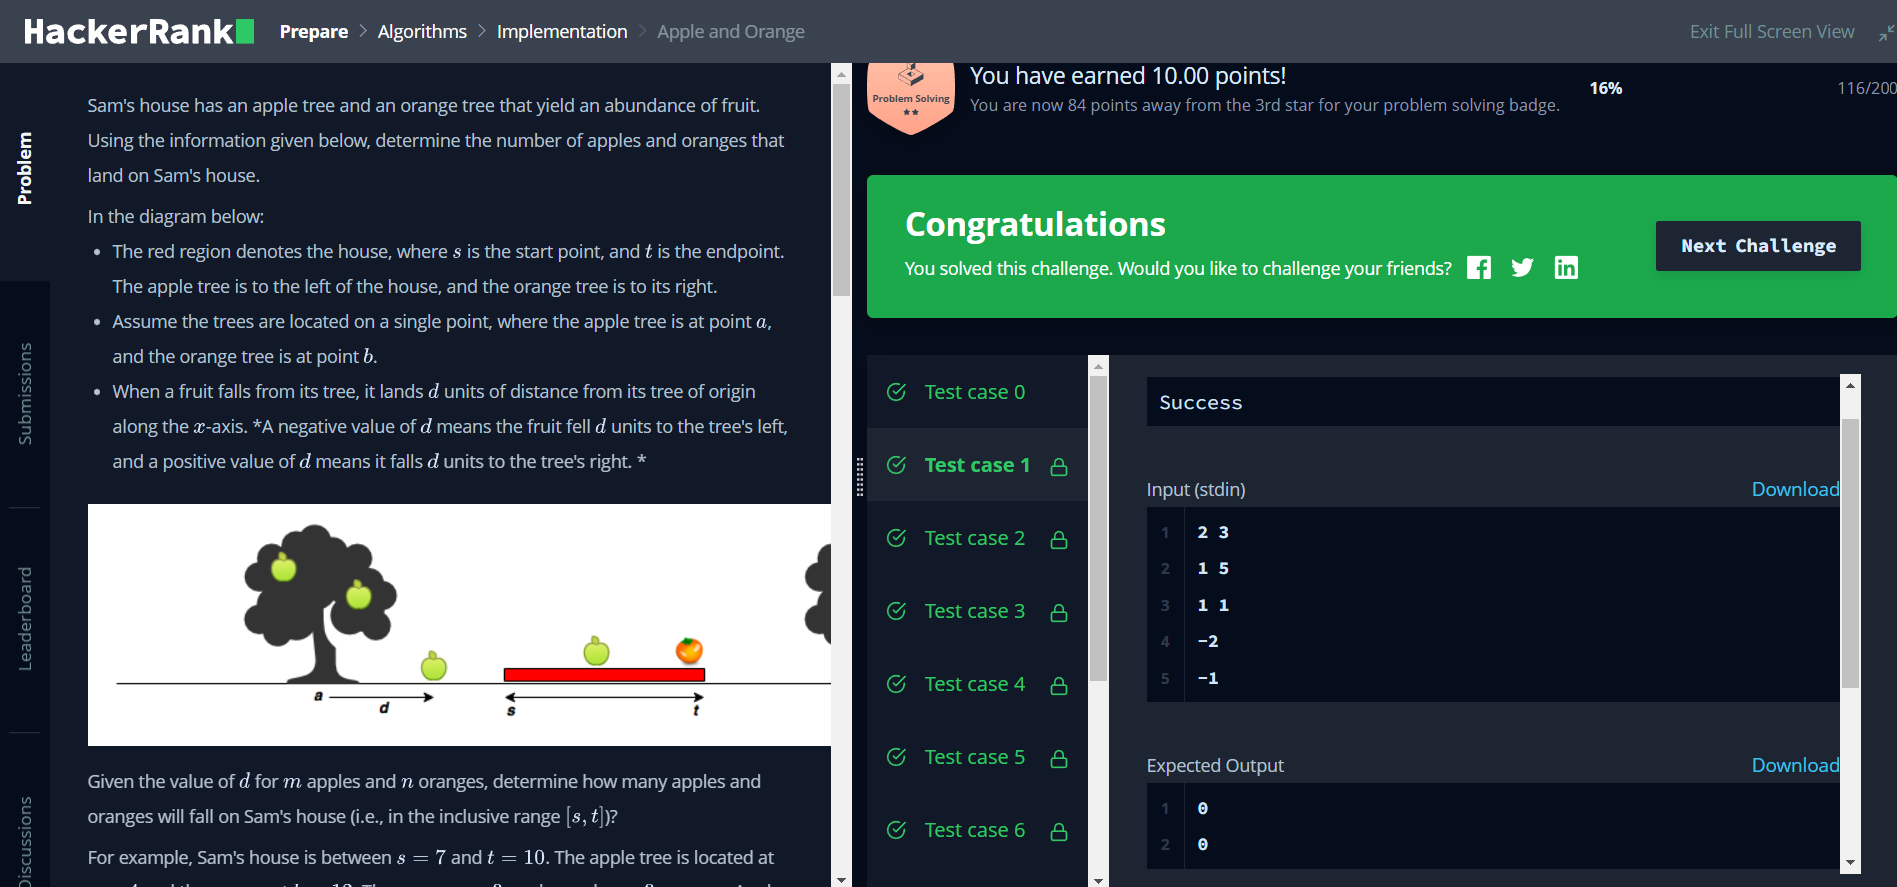 HackerRank
Prepare > Algorithms > Implementation > Apple and Orange
Exit Full Screen View
Problem
Submissions
Leaderboard
Discussions
Sam's house has an apple tree and an orange tree that yield an abundance of fruit.
Using the information given below, determine the number of apples and oranges that
land on Sam's house.
In the diagram below:
• The red region denotes the house, where s is the start point, and t is the endpoint.
The apple tree is to the left of the house, and the orange tree is to its right.
• Assume the trees are located on a single point, where the apple tree is at point a,
and the orange tree is at point b.
• When a fruit falls from its tree, it lands d units of distance from its tree of origin
along the x-axis. *A negative value of d means the fruit fell d units to the tree's left,
and a positive value of d means it falls d units to the tree's right. *
a
d
s
t
Given the value of d for m apples and n oranges, determine how many apples and
oranges will fall on Sam's house (i.e., in the inclusive range [s, t])?
For example, Sam's house is between s = 7 and t = 10. The apple tree is located at
Problem Solving
You have earned 10.00 points!
You are now 84 points away from the 3rd star for your problem solving badge.
16%
116/200
Congratulations
You solved this challenge. Would you like to challenge your friends?
Next Challenge
Test case 0
Test case 1
Test case 2
Test case 3
Test case 4
Test case 5
Test case 6
Success
Input (stdin)
Download
1 2 3
2 1 5
3 1 1
4 -2
5 -1
Expected Output
Download
1 0
2 0